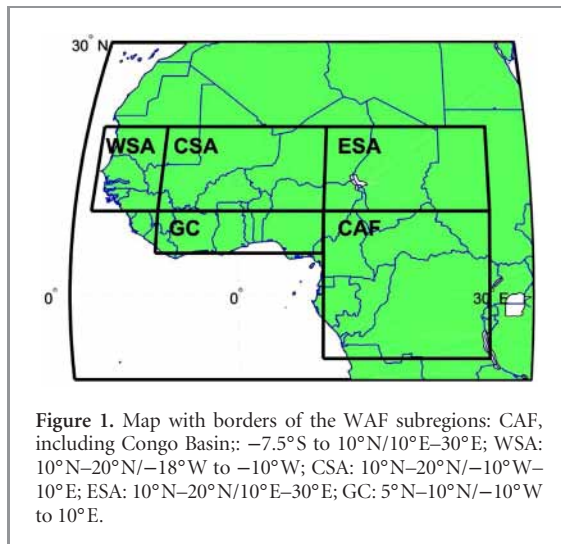 30° N
WSA CSA ESA
GC CAF
0° 0° 30° E
Figure 1. Map with borders of the WAF subregions: CAF,
including Congo Basin;: −7.5°S to 10°N/10°E–30°E; WSA:
10°N–20°N/−18°W to −10°W; CSA: 10°N–20°N/−10°W–
10°E; ESA: 10°N–20°N/10°E–30°E; GC: 5°N–10°N/−10°W
to 10°E.